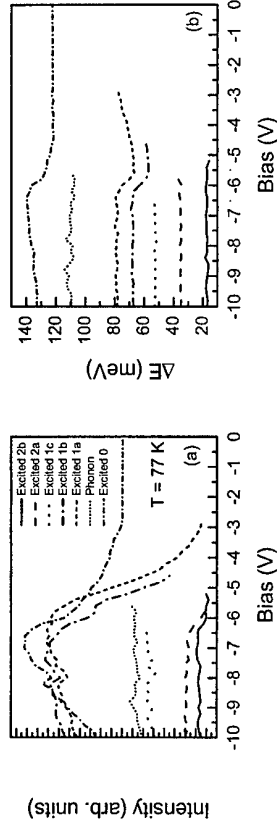 Intensity (arb. units)
Excited 2b
Excited 2a
Excited 1c
Excited 1b
Excited 1a
Phonon
Excited 0
T = 77 K
(a)
-10 -9 -8 -7 -6 -5 -4 -3 -2 -1 0
Bias (V)
ΔE (meV)
140
120
100
80
60
40
20
(b)
-10 -9 -8 -7 -6 -5 -4 -3 -2 -1 0
Bias (V)